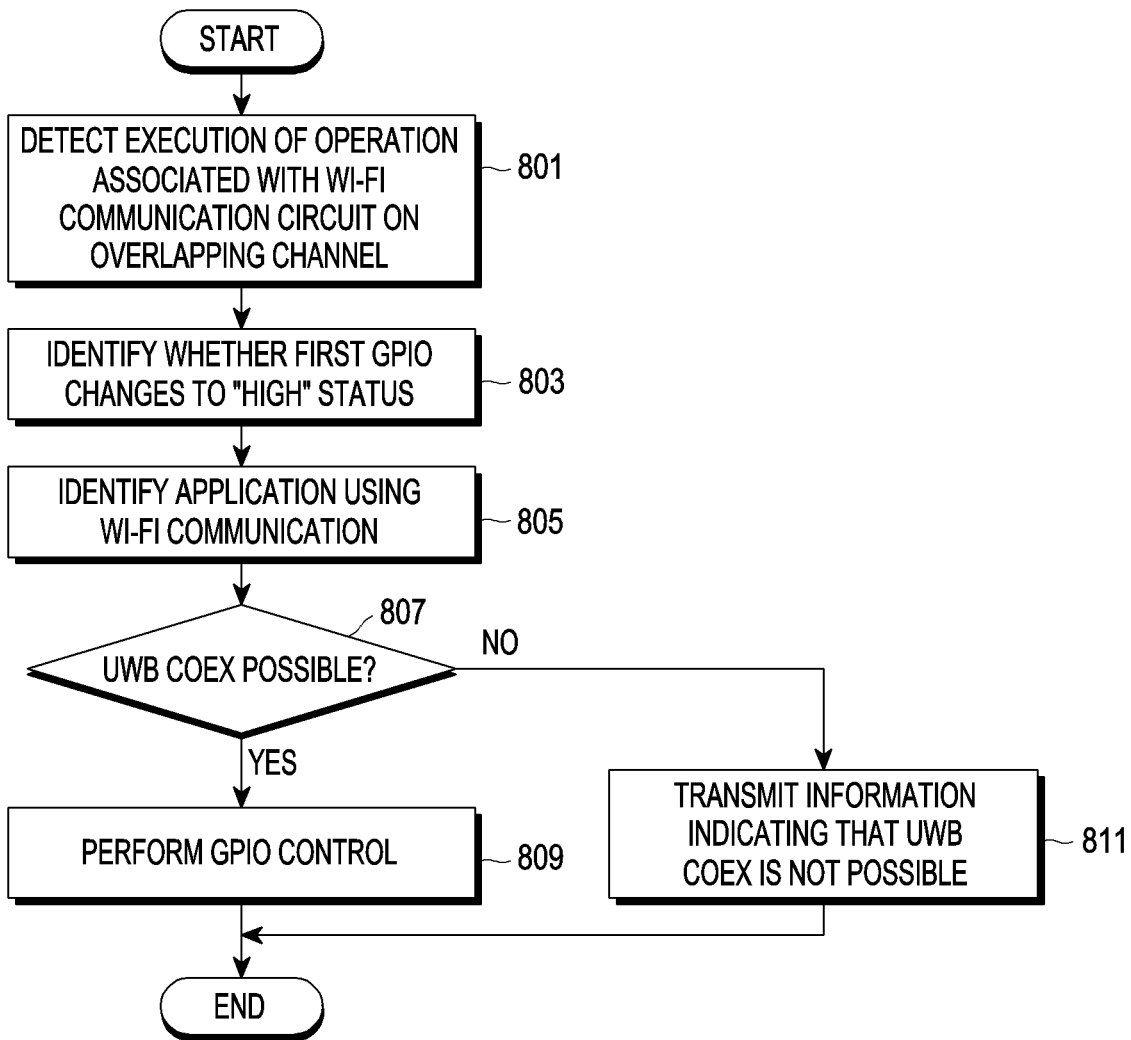 START
DETECT EXECUTION OF OPERATION
ASSOCIATED WITH WI-FI
COMMUNICATION CIRCUIT ON
OVERLAPPING CHANNEL
801
IDENTIFY WHETHER FIRST GPIO
CHANGES TO "HIGH" STATUS
803
IDENTIFY APPLICATION USING
WI-FI COMMUNICATION
805
807
UWB COEX POSSIBLE?
NO
YES
PERFORM GPIO CONTROL
809
TRANSMIT INFORMATION
INDICATING THAT UWB
COEX IS NOT POSSIBLE
811
END